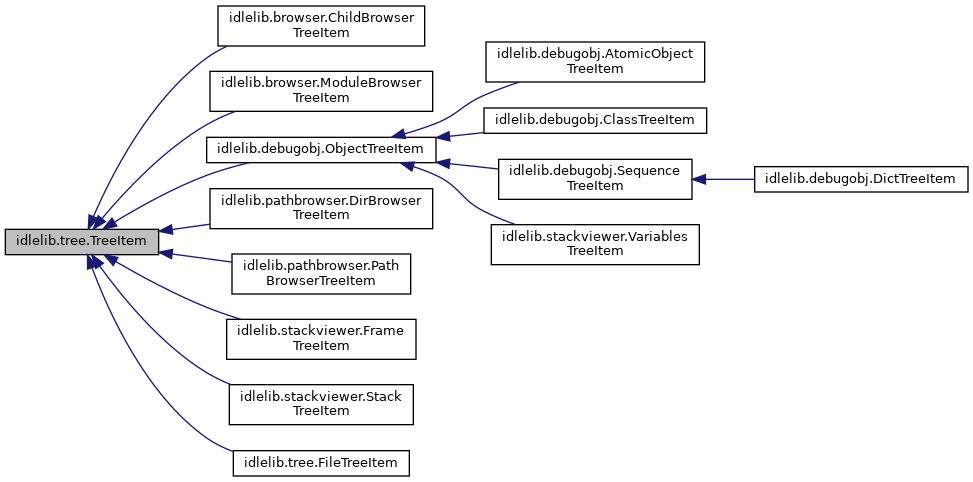 idlelib.browser.ChildBrowser
TreeItem
idlelib.browser.ModuleBrowser
TreeItem
idlelib.debugobj.ObjectTreeItem
idlelib.pathbrowser.DirBrowser
TreeItem
idlelib.tree.TreeItem
idlelib.pathbrowser.Path
BrowserTreeItem
idlelib.stackviewer.Frame
TreeItem
idlelib.stackviewer.Stack
TreeItem
idlelib.tree.FileTreeItem
idlelib.debugobj.AtomicObject
TreeItem
idlelib.debugobj.ClassTreeItem
idlelib.debugobj.Sequence
TreeItem
idlelib.stackviewer.Variables
TreeItem
idlelib.debugobj.DictTreeItem